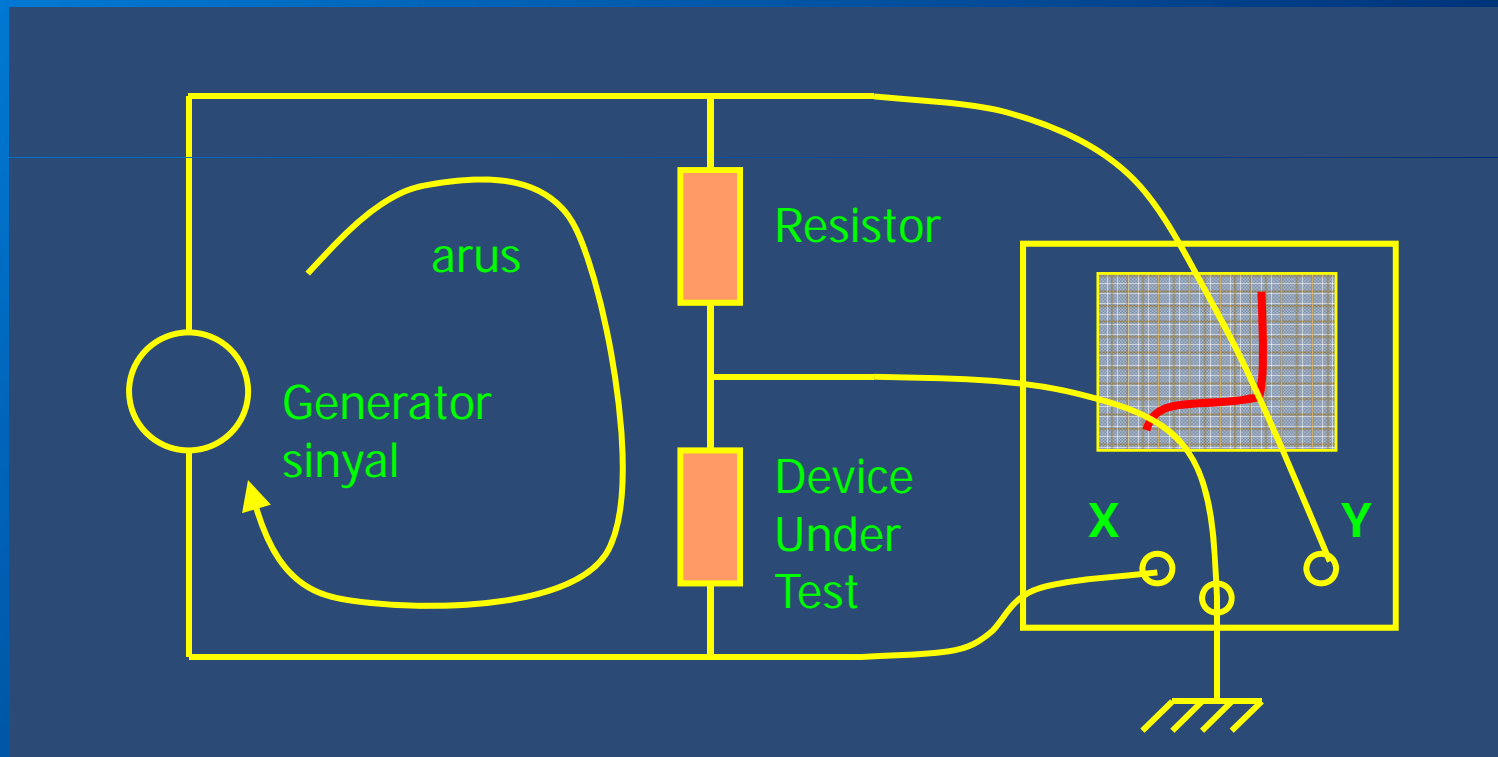 Resistor
arus
Generator
sinyal
Device
Under
Test
X
Y